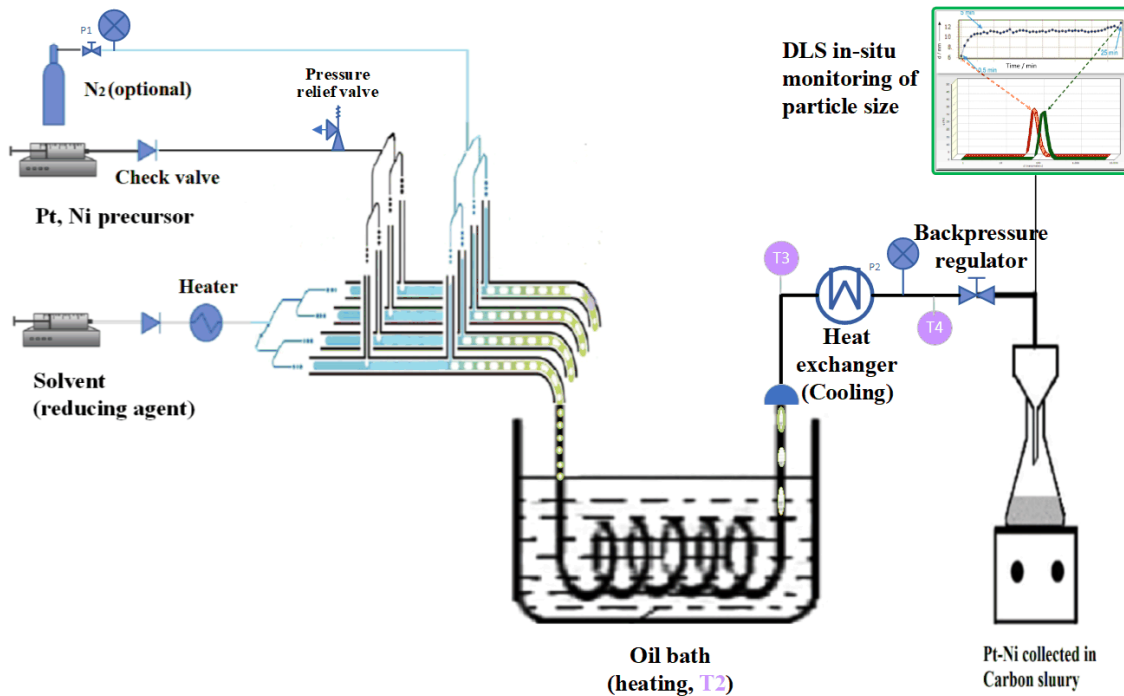 P1
N2 (optional)
Pressure
relief valve
Check valve
Pt, Ni precursor
Heater
Solvent
(reducing agent)
DLS in-situ
monitoring of
particle size
Time / min
25 min
T3
P2
Backpressure
regulator
T4
Heat
exchanger
(Cooling)
Oil bath
(heating, T2)
Pt-Ni collected in
Carbon sluury